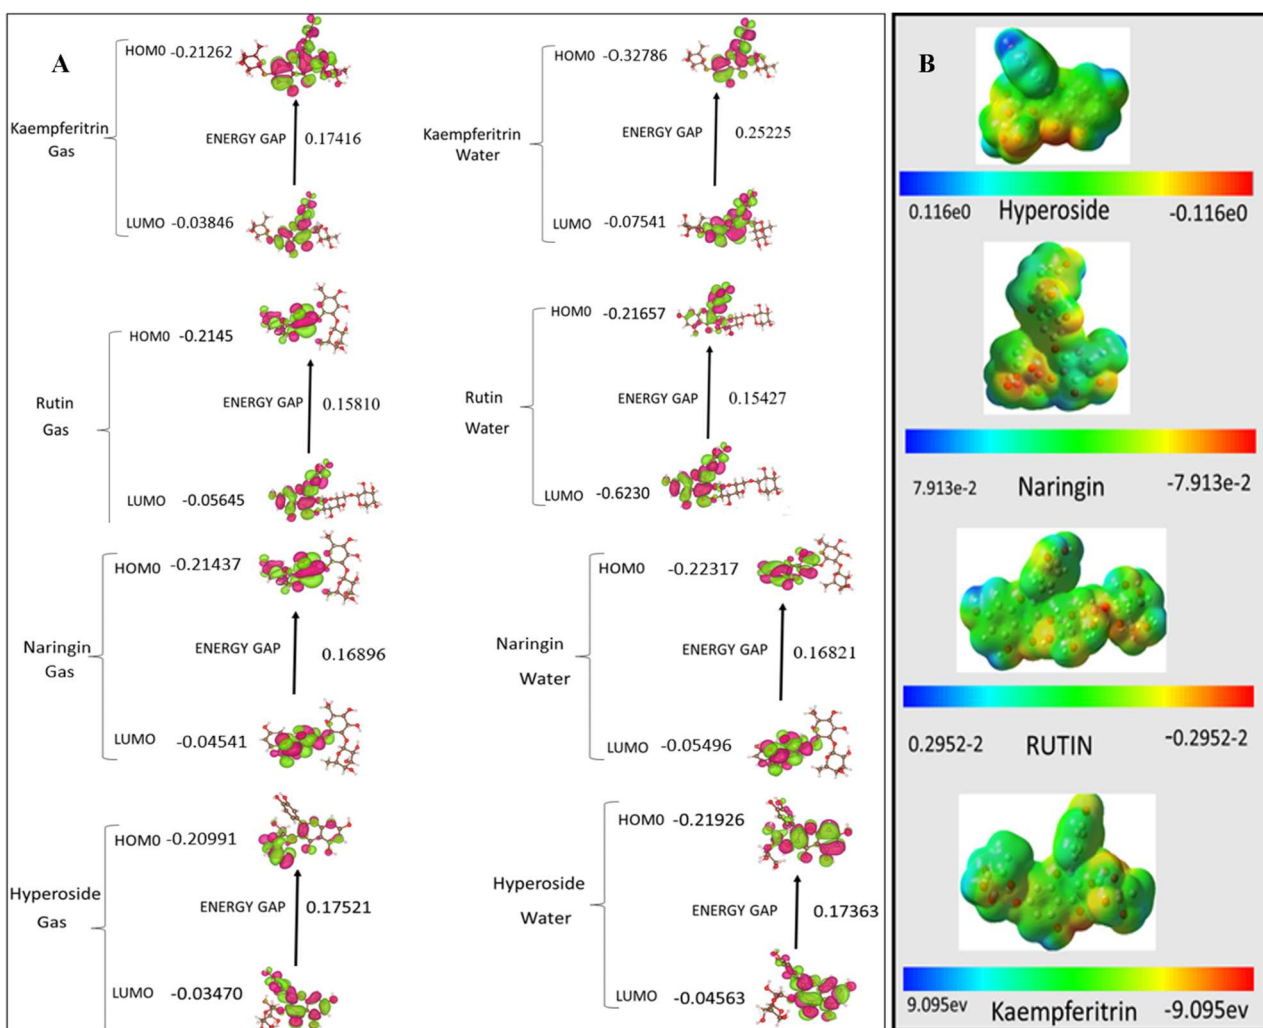 A
HOM0 -0.21262
Kaempferitrin
Gas
ENERGY GAP 0.17416
LUMO -0.03846
HOM0 -0.32786
Kaempferitrin
Water
ENERGY GAP 0.25225
LUMO -0.07541
HOM0 -0.2145
Rutin
Gas
ENERGY GAP 0.15810
LUMO -0.05645
HOM0 -0.21657
Rutin
Water
ENERGY GAP 0.15427
LUMO -0.6230
HOM0 -0.21437
Naringin
Gas
ENERGY GAP 0.16896
LUMO -0.04541
HOM0 -0.22317
Naringin
Water
ENERGY GAP 0.16821
LUMO -0.05496
HOM0 -0.20991
Hyperoside
Gas
ENERGY GAP 0.17521
LUMO -0.03470
HOM0 -0.21926
Hyperoside
Water
ENERGY GAP 0.17363
LUMO -0.04563
B
0.116e0 Hyperoside -0.116e0
7.913e-2 Naringin -7.913e-2
0.2952-2 RUTIN -0.2952-2
9.095ev Kaempferitrin -9.095ev